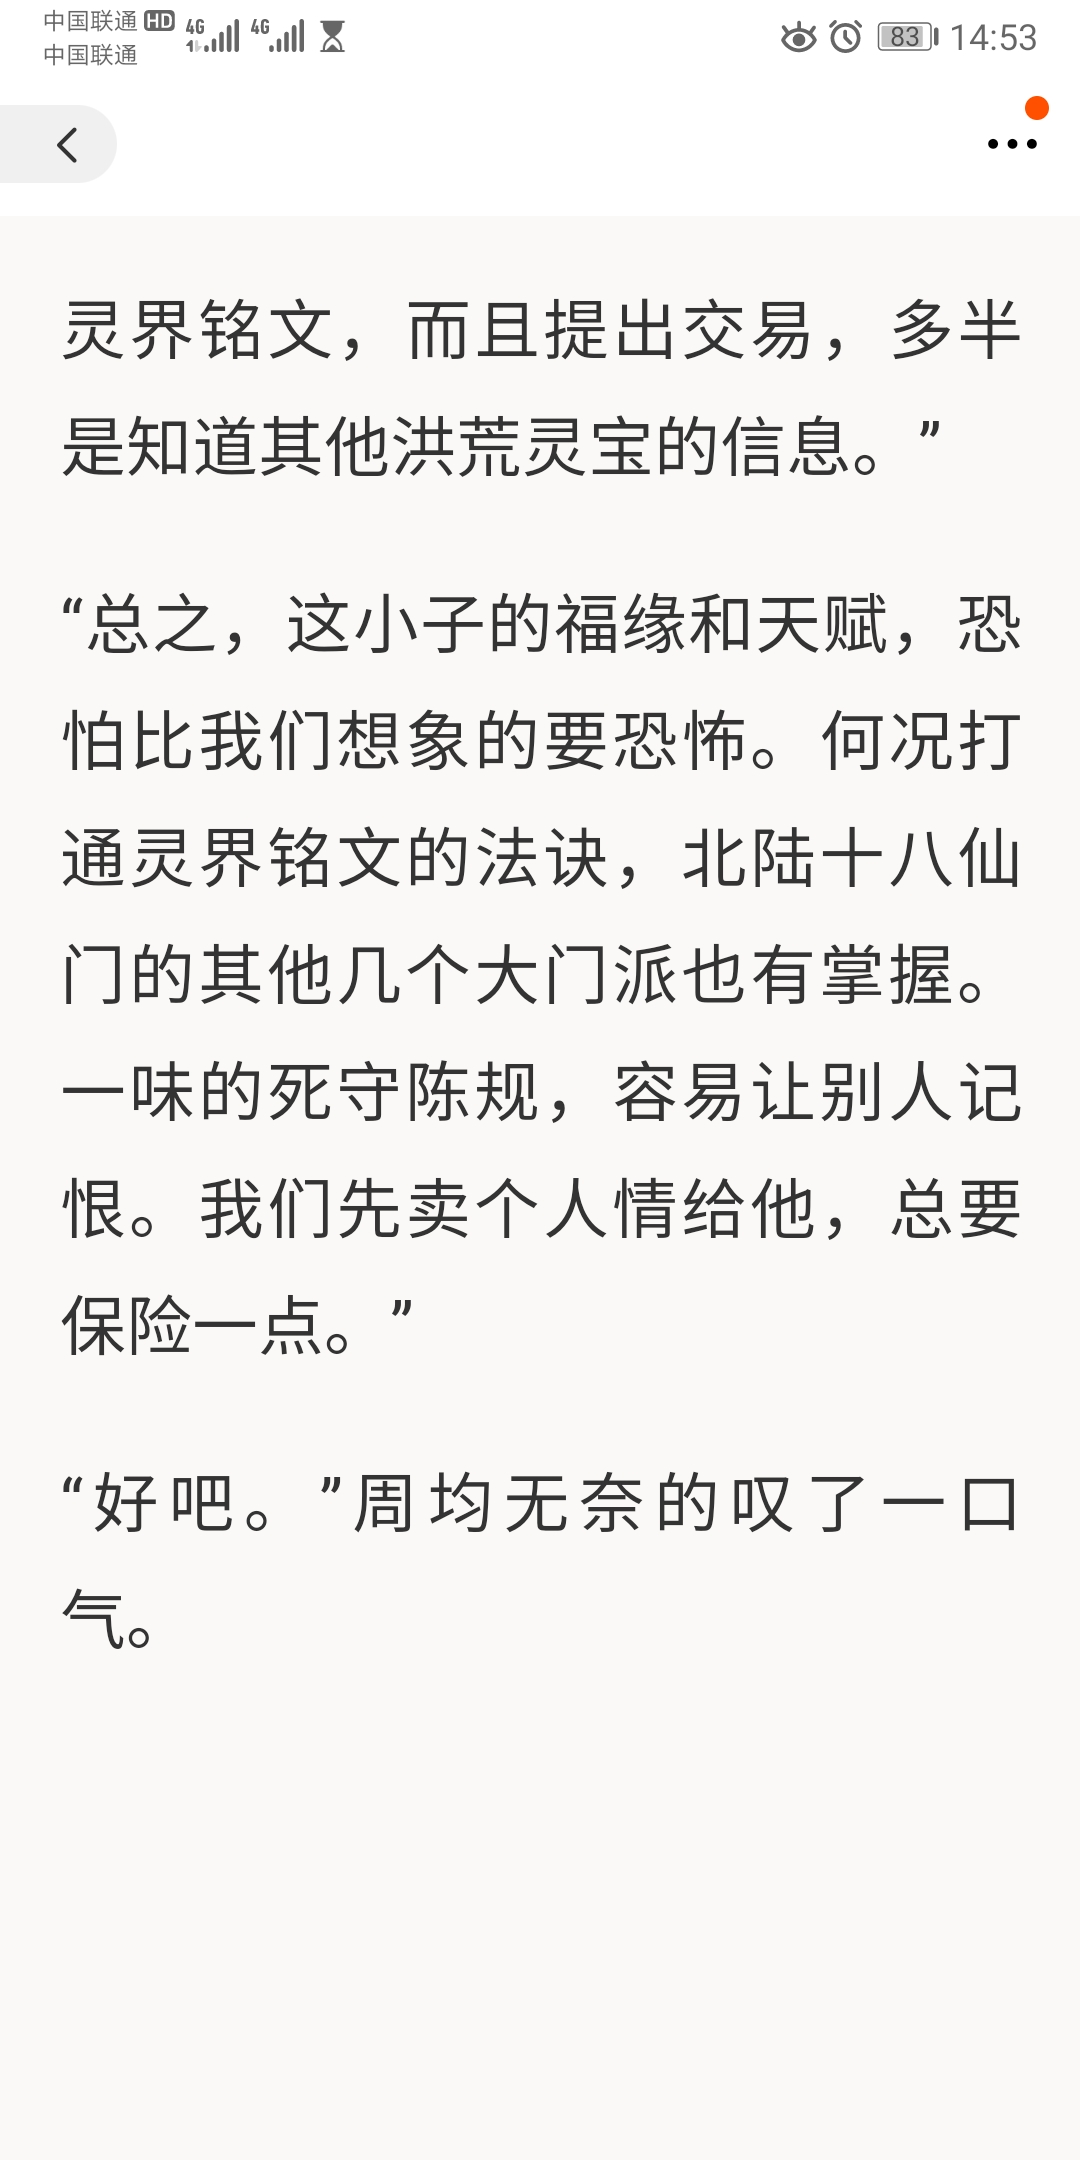 中国联通 HD 4G 4G 83 14:53
中国联通
灵界铭文，而且提出交易，多半
是知道其他洪荒灵宝的信息。”
“总之，这小子的福缘和天赋，恐
怕比我们想象的要恐怖。何况打
通灵界铭文的法诀，北陆十八仙
门的其他几个大门派也有掌握。
一味的死守陈规，容易让别人记
恨。我们先卖个人情给他，总要
保险一点。”
“好吧。”周均无奈的叹了一口
气。